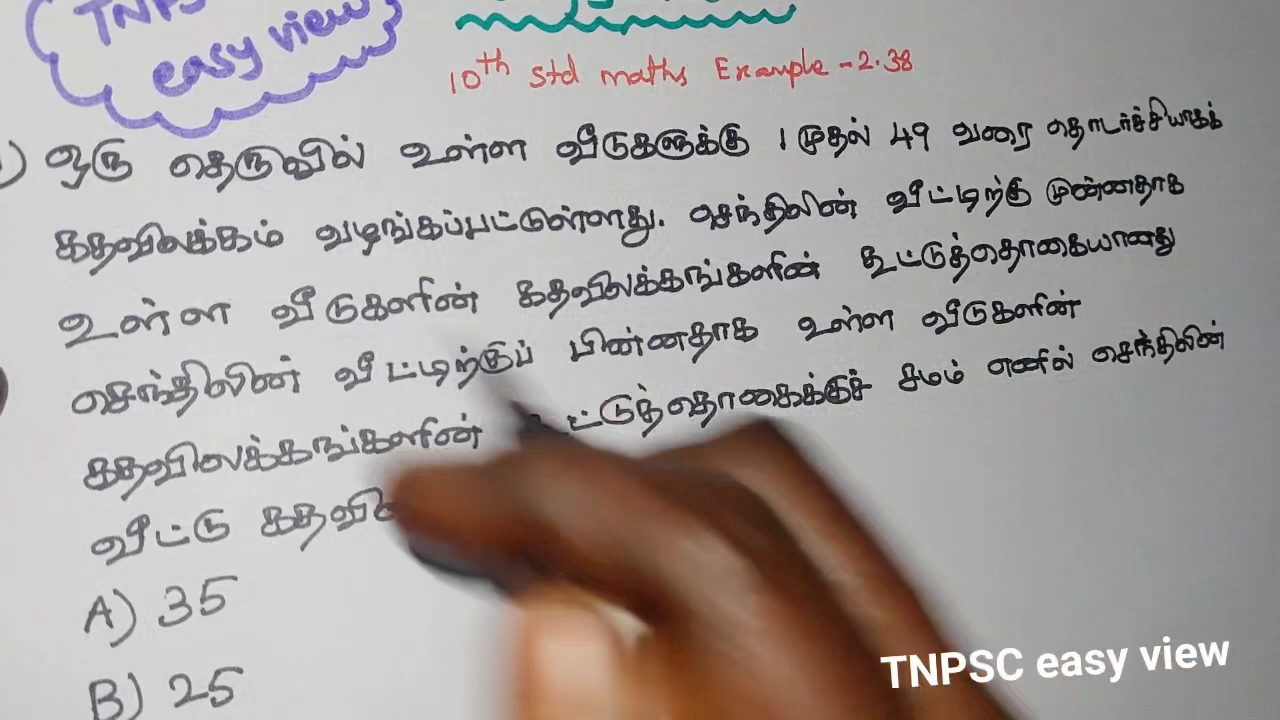 TNPS
easy view
10th Std maths Example - 2.38
ஒரு தெருவில் உள்ள வீடுகளுக்கு 1 முதல் 49 வரை தொடர்ச்சியாகக்
கதவிலக்கம் வழங்கப்பட்டுள்ளது. செந்திலின் வீட்டிற்கு முன்னதாக
உள்ள வீடுகளின் கதவிலக்கங்களின் கூட்டுத்தொகையானது
செந்திலின் வீட்டிற்குப் பின்னதாக உள்ள வீடுகளின்
கதவிலக்கங்களின் கூட்டுத்தொகைக்குச் சமம் எனில் செந்திலின்
வீட்டு
A) 35
B) 25
TNPSC easy view